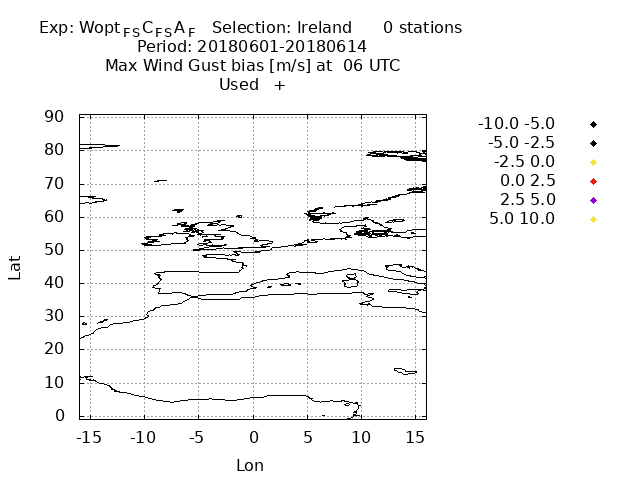 Exp: Wopt FS C FS A F Selection: Ireland 0 stations
Period: 20180601-20180614
Max Wind Gust bias [m/s] at 06 UTC
Used +
90
80
70
60
50
40
30
20
10
0
Lat
-15 -10 -5 0 5 10 15
Lon
-10.0 -5.0
-5.0 -2.5
-2.5 0.0
0.0 2.5
2.5 5.0
5.0 10.0